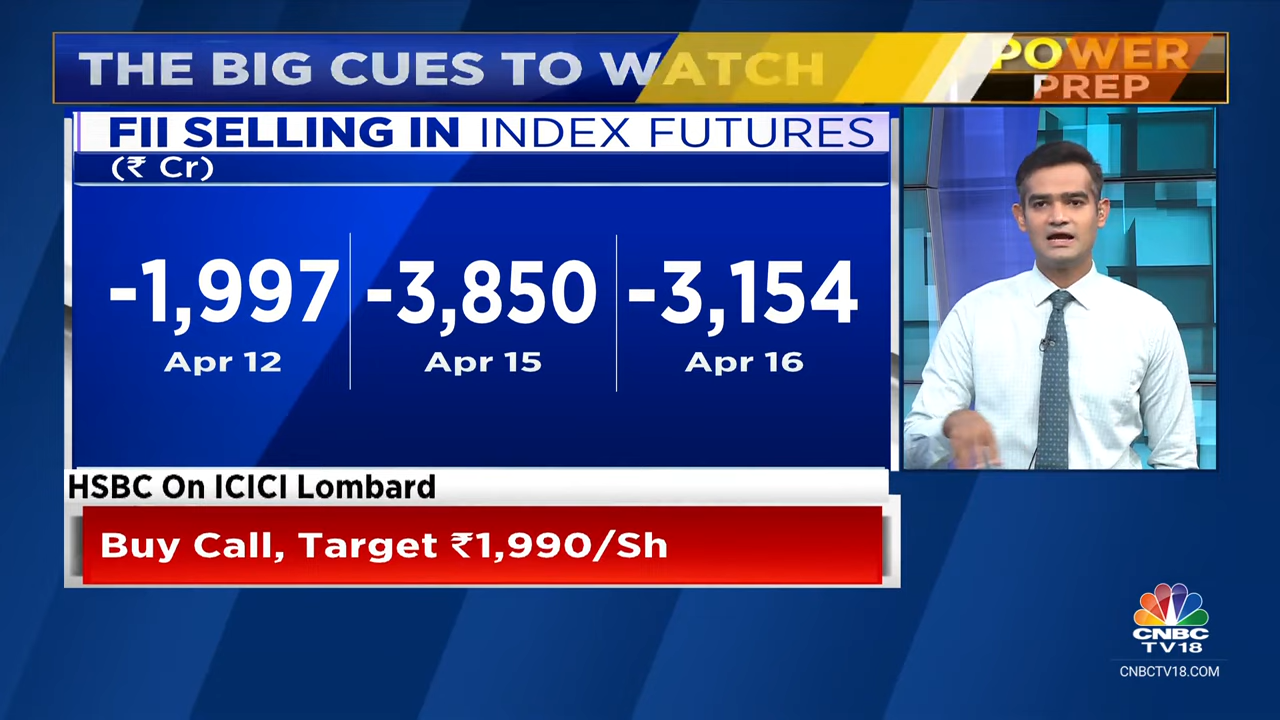 THE BIG CUES TO WATCH
POWER
PREP
FII SELLING IN INDEX FUTURES
(₹ Cr)
-1,997
Apr 12
-3,850
Apr 15
-3,154
Apr 16
HSBC On ICICI Lombard
Buy Call, Target ₹1,990/Sh
CNBC
TV18
CNBCTV18.COM